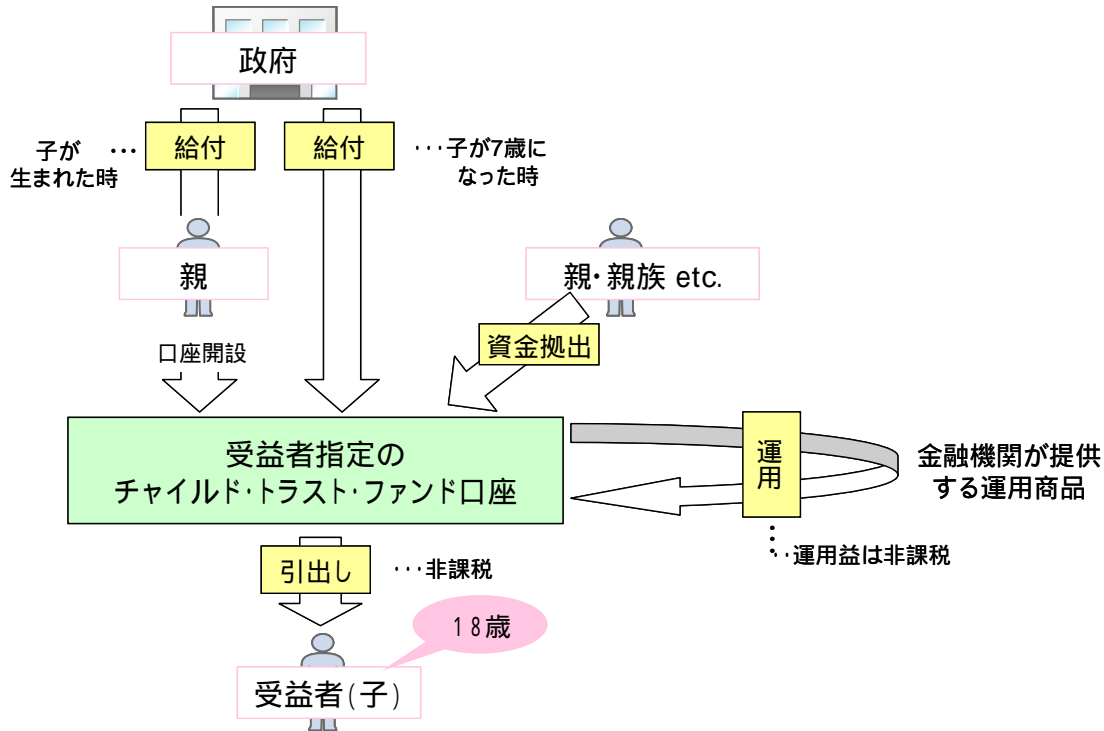 政府
子が
生まれた時
・・・
給付
給付
・・・子が7歳に
なった時
親
親・親族 etc.
資金拠出
口座開設
受益者指定の
チャイルド・トラスト・ファンド口座
運用
金融機関が提供
する運用商品
・・・運用益は非課税
引出し
・・・非課税
18歳
受益者(子)